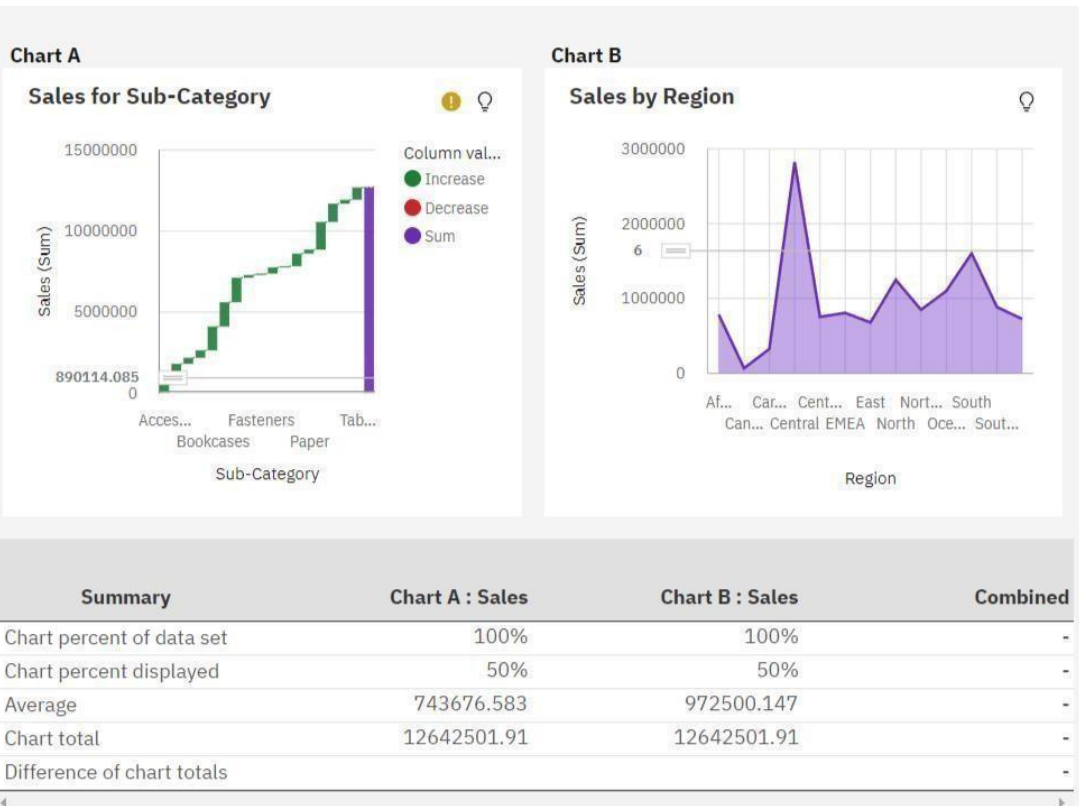 Chart A
Sales for Sub-Category
Column val...
Increase
Decrease
Sum
Sales (Sum)
15000000
10000000
5000000
890114.085
0
Acces... Fasteners Tab...
Bookcases Paper
Sub-Category
Chart B
Sales by Region
Sales (Sum)
3000000
2000000
6
1000000
0
Af... Car... Cent... East Nort... South
Can... Central EMEA North Oce... Sout...
Region
Summary Chart A : Sales Chart B : Sales Combined
Chart percent of data set 100% 100% -
Chart percent displayed 50% 50% -
Average 743676.583 972500.147 -
Chart total 12642501.91 12642501.91 -
Difference of chart totals -